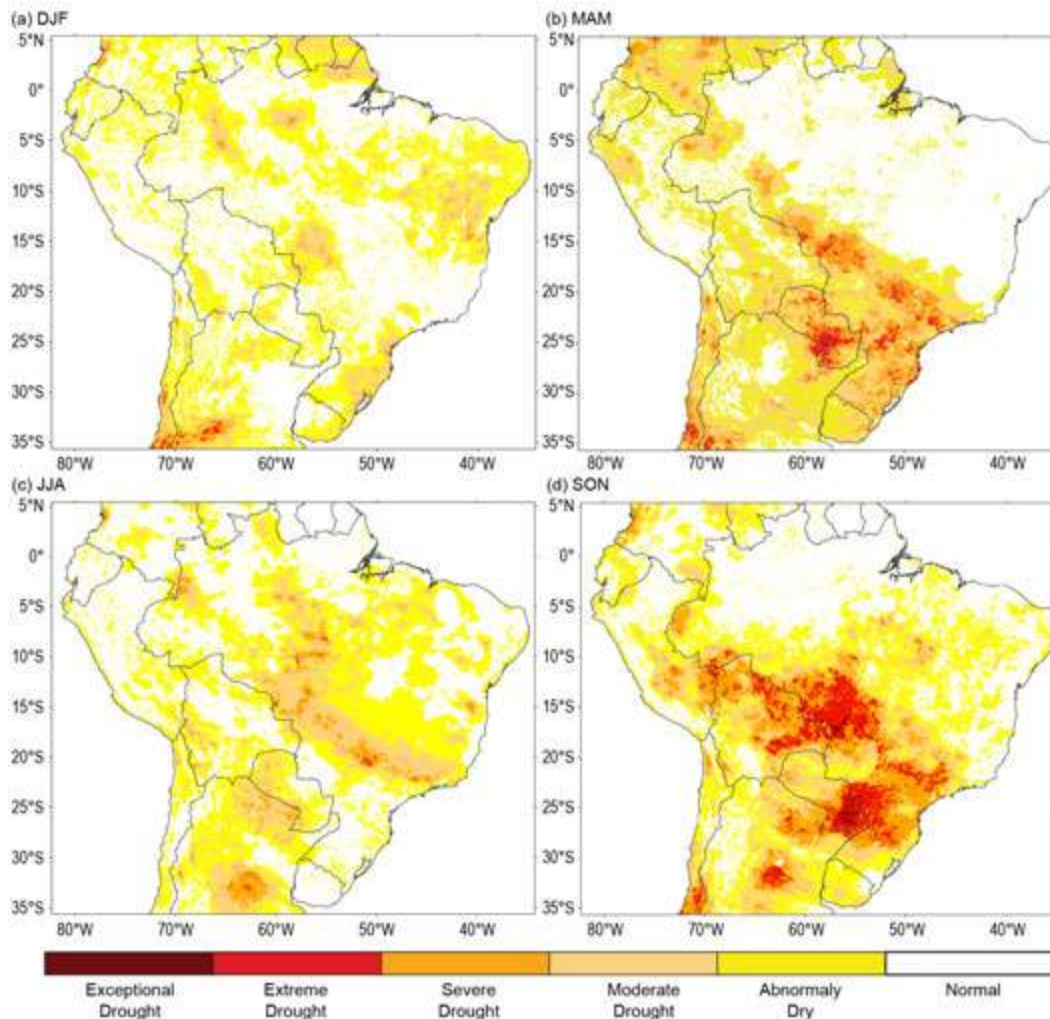 (a) DJF
(b) MAM
5°N
0°
5°S
10°S
15°S
20°S
25°S
30°S
35°S
80°W 70°W 60°W 50°W 40°W
5°N
0°
5°S
10°S
15°S
20°S
25°S
30°S
35°S
80°W 70°W 60°W 50°W 40°W
(c) JJA
(d) SON
5°N
0°
5°S
10°S
15°S
20°S
25°S
30°S
35°S
80°W 70°W 60°W 50°W 40°W
5°N
0°
5°S
10°S
15°S
20°S
25°S
30°S
35°S
80°W 70°W 60°W 50°W 40°W
Exceptional Drought
Extreme Drought
Severe Drought
Moderate Drought
Abnormaly Dry
Normal